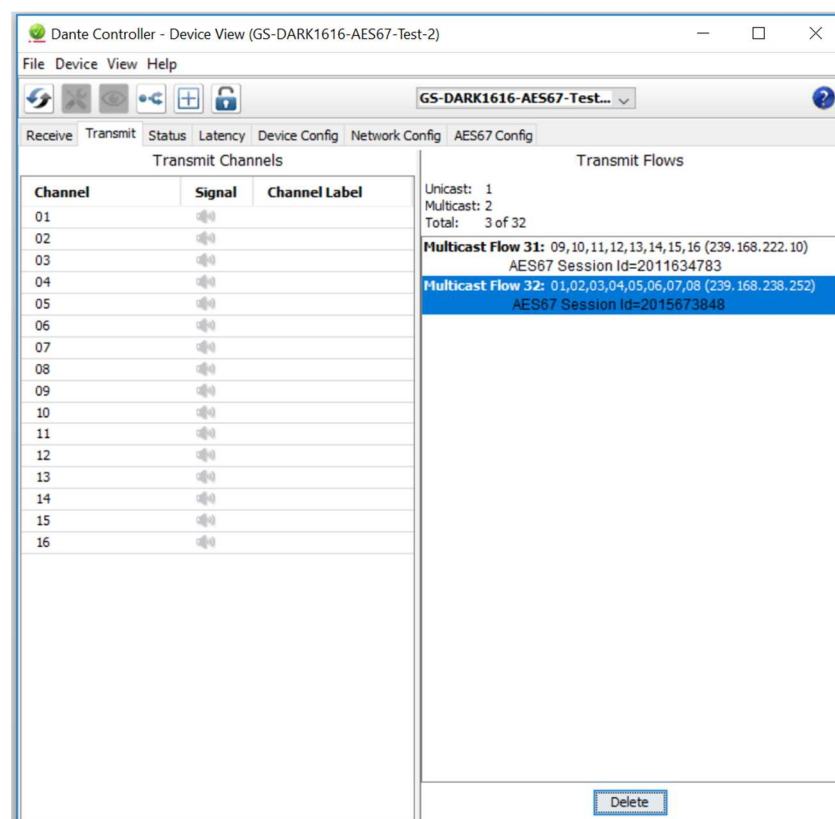 Dante Controller - Device View (GS-DARK1616-AES67-Test-2)
File Device View Help
GS-DARK1616-AES67-Test...
?
Receive Transmit Status Latency Device Config Network Config AES67 Config
Transmit Channels
Channel Signal Channel Label
01
02
03
04
05
06
07
08
09
10
11
12
13
14
15
16
Transmit Flows
Unicast: 1
Multicast: 2
Total: 3 of 32
Multicast Flow 31: 09,10,11,12,13,14,15,16 (239.168.222.10)
AES67 Session Id=2011634783
Multicast Flow 32: 01,02,03,04,05,06,07,08 (239.168.238.252)
AES67 Session Id=2015673848
Delete